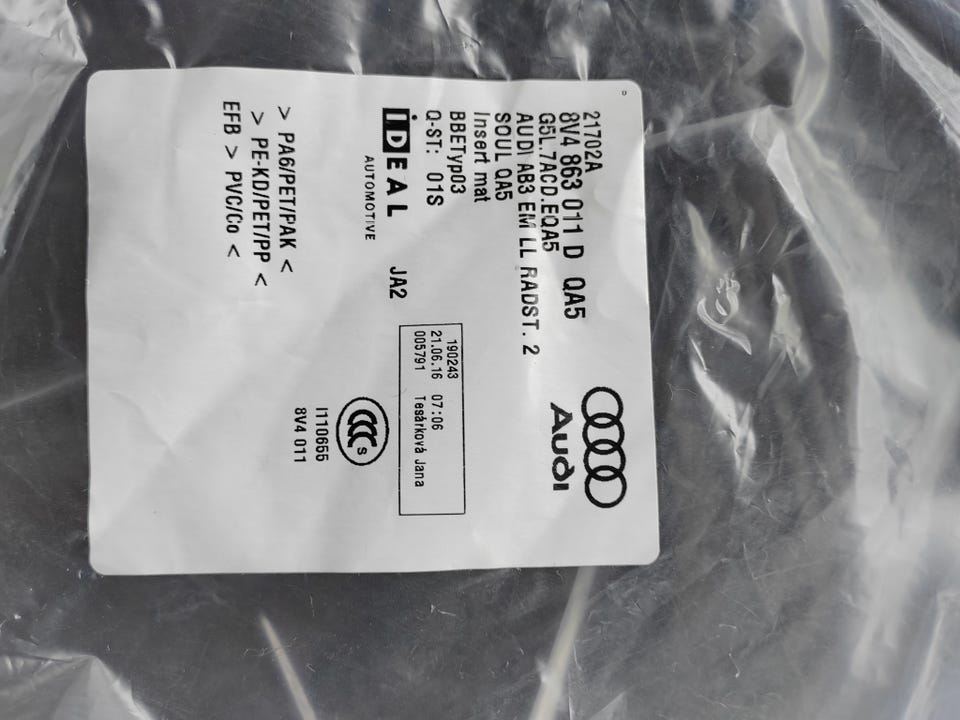 21702A
8V4 863 011 D QA5
G5L.7ACD.EQA5
AUDI AB3 EM LL RADST. 2
SOUL QA5
Insert mat
BBETyp03
Q-ST: 01S
Audi
IDEAL
AUTOMOTIVE
JA2
190243
21.06.16 07:06
005791 Tesárková Jana
CCC S
I110655
8V4 011
> PA6/PET/PAK <
> PE-KD/PET/PP <
EFB > PVC/Co <